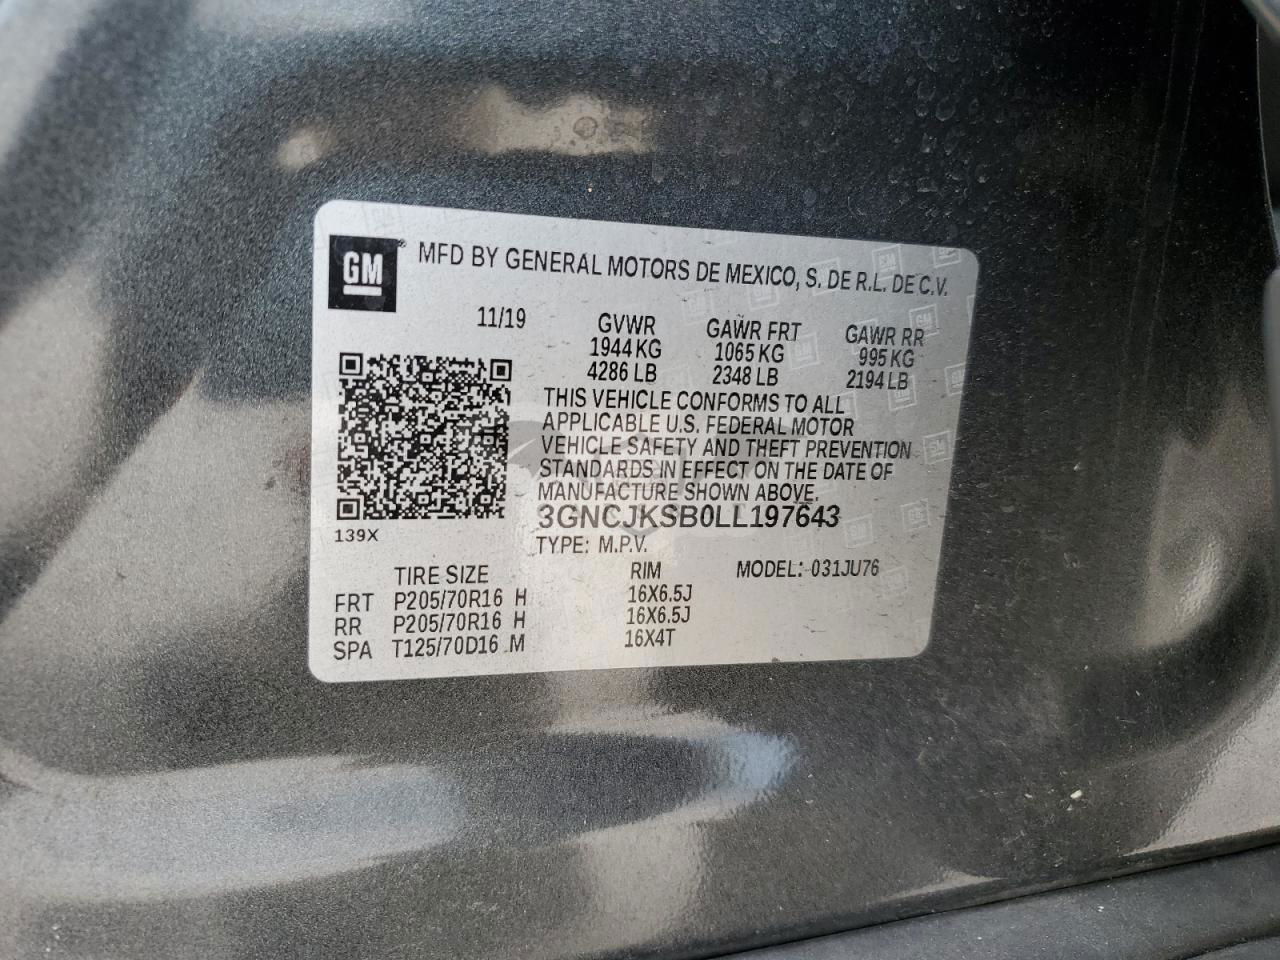 GM
MFD BY GENERAL MOTORS DE MEXICO, S. DE R.L. DE C.V.
11/19 GVWR GAWR FRT GAWR RR
1944 KG 1065 KG 995 KG
4286 LB 2348 LB 2194 LB
THIS VEHICLE CONFORMS TO ALL
APPLICABLE U.S. FEDERAL MOTOR
VEHICLE SAFETY AND THEFT PREVENTION
STANDARDS IN EFFECT ON THE DATE OF
MANUFACTURE SHOWN ABOVE.
3GNCJKSB0LL197643
139X
TYPE: M.P.V.
TIRE SIZE RIM MODEL: 031JU76
FRT P205/70R16 H 16X6.5J
RR P205/70R16 H 16X6.5J
SPA T125/70D16 M 16X4T